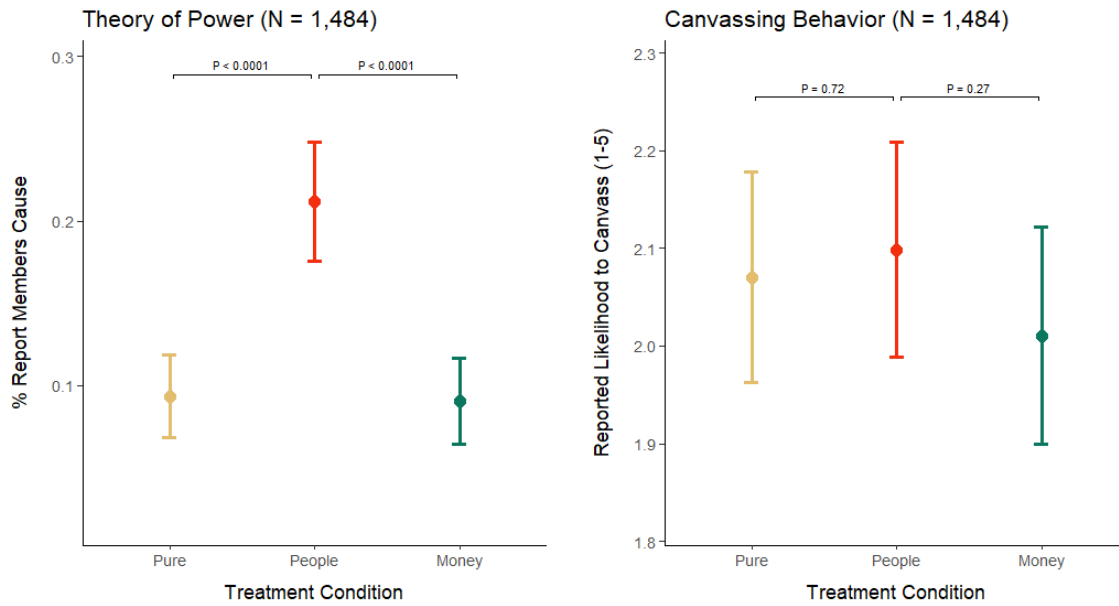 Theory of Power (N = 1,484)
% Report Members Cause
0.3
0.2
0.1
P < 0.0001
P < 0.0001
Pure
People
Money
Treatment Condition
Canvassing Behavior (N = 1,484)
Reported Likelihood to Canvass (1-5)
2.3
2.2
2.1
2.0
1.9
1.8
P = 0.72
P = 0.27
Pure
People
Money
Treatment Condition